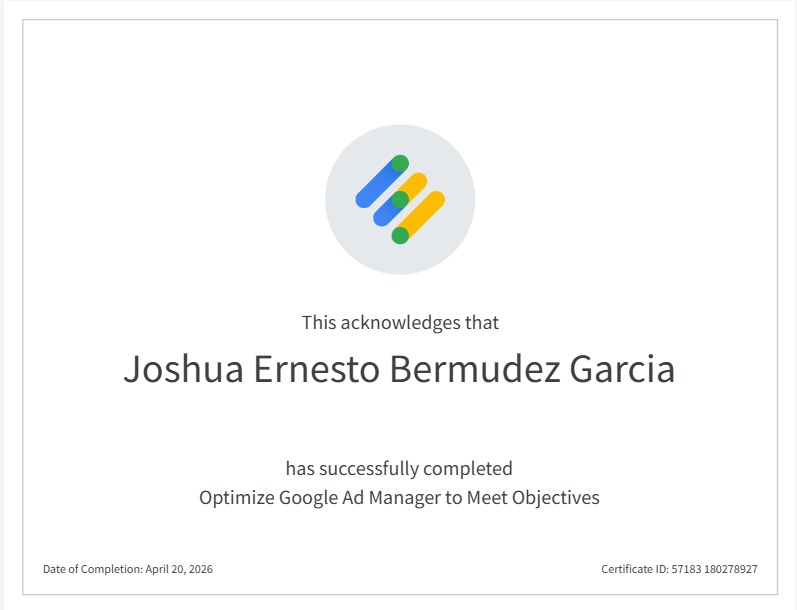 This acknowledges that
Joshua Ernesto Bermudez Garcia
has successfully completed
Optimize Google Ad Manager to Meet Objectives
Date of Completion: April 20, 2026
Certificate ID: 57183 180278927